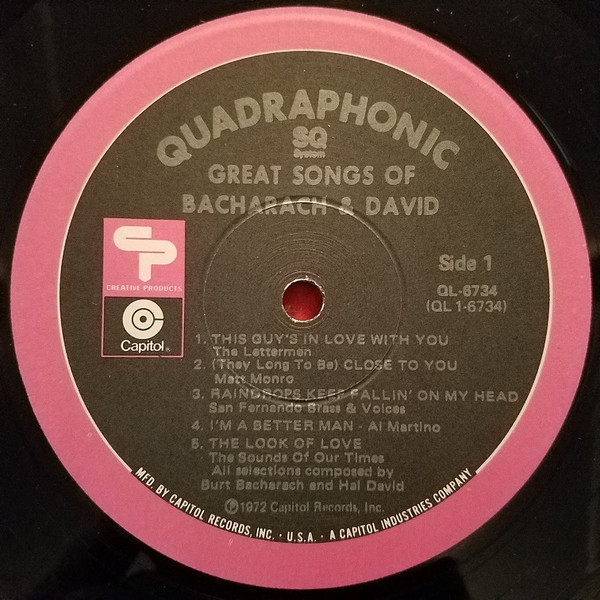 QUADRAPHONIC
SQ
System
GREAT SONGS OF
BACHARACH & DAVID
CP
CREATIVE PRODUCTS
Capitol®
Side 1
QL-6734
(QL 1-6734)
1. THIS GUY'S IN LOVE WITH YOU
The Lettermen
2. (They Long To Be) CLOSE TO YOU
Matt Monro
3. RAINDROPS KEEP FALLIN' ON MY HEAD
San Fernando Brass & Voices
4. I'M A BETTER MAN - Al Martino
5. THE LOOK OF LOVE
The Sounds Of Our Times
All selections composed by
Burt Bacharach and Hal David
℗1972 Capitol Records, Inc.
MFD. BY CAPITOL RECORDS, INC. · U.S.A. · A CAPITOL INDUSTRIES COMPANY